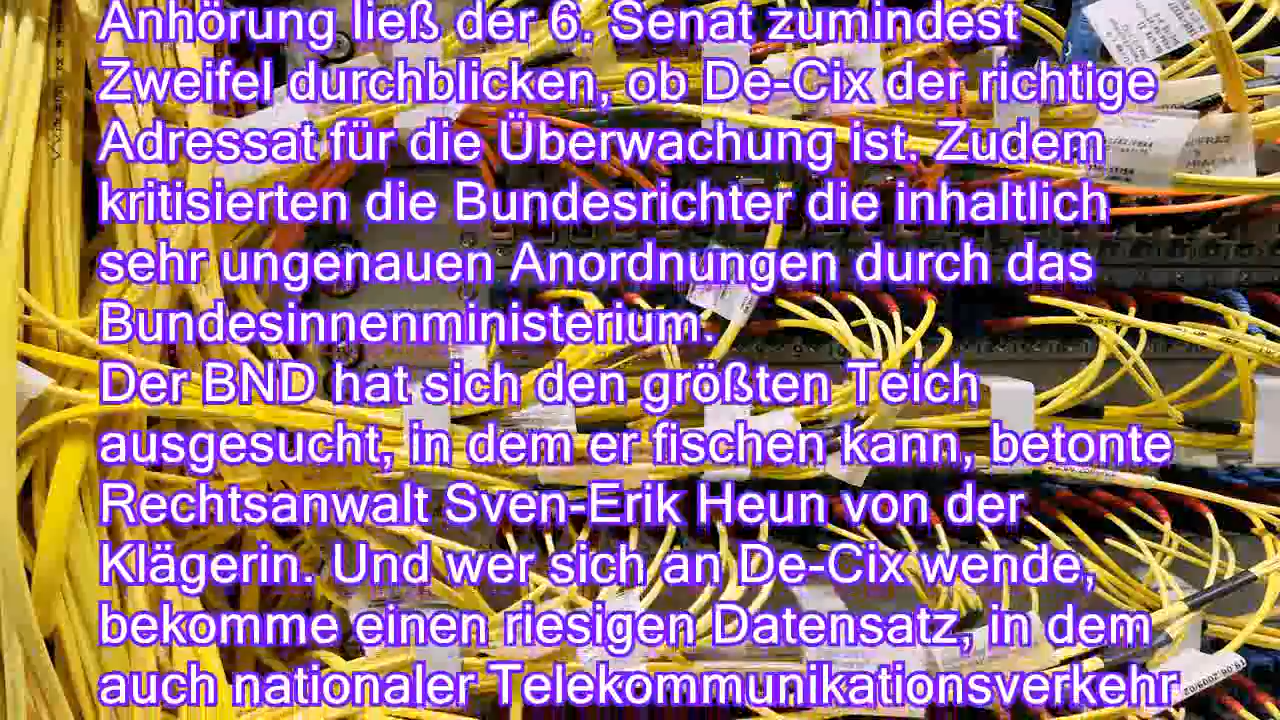 Anhörung ließ der 6. Senat zumindest
Zweifel durchblicken, ob De-Cix der richtige
Adressat für die Überwachung ist. Zudem
kritisierten die Bundesrichter die inhaltlich
sehr ungenauen Anordnungen durch das
Bundesinnenministerium.
Der BND hat sich den größten Teich
ausgesucht, in dem er fischen kann, betonte
Rechtsanwalt Sven-Erik Heun von der
Klägerin. Und wer sich an De-Cix wende,
bekomme einen riesigen Datensatz, in dem
auch nationaler Telekommunikationsverkehr